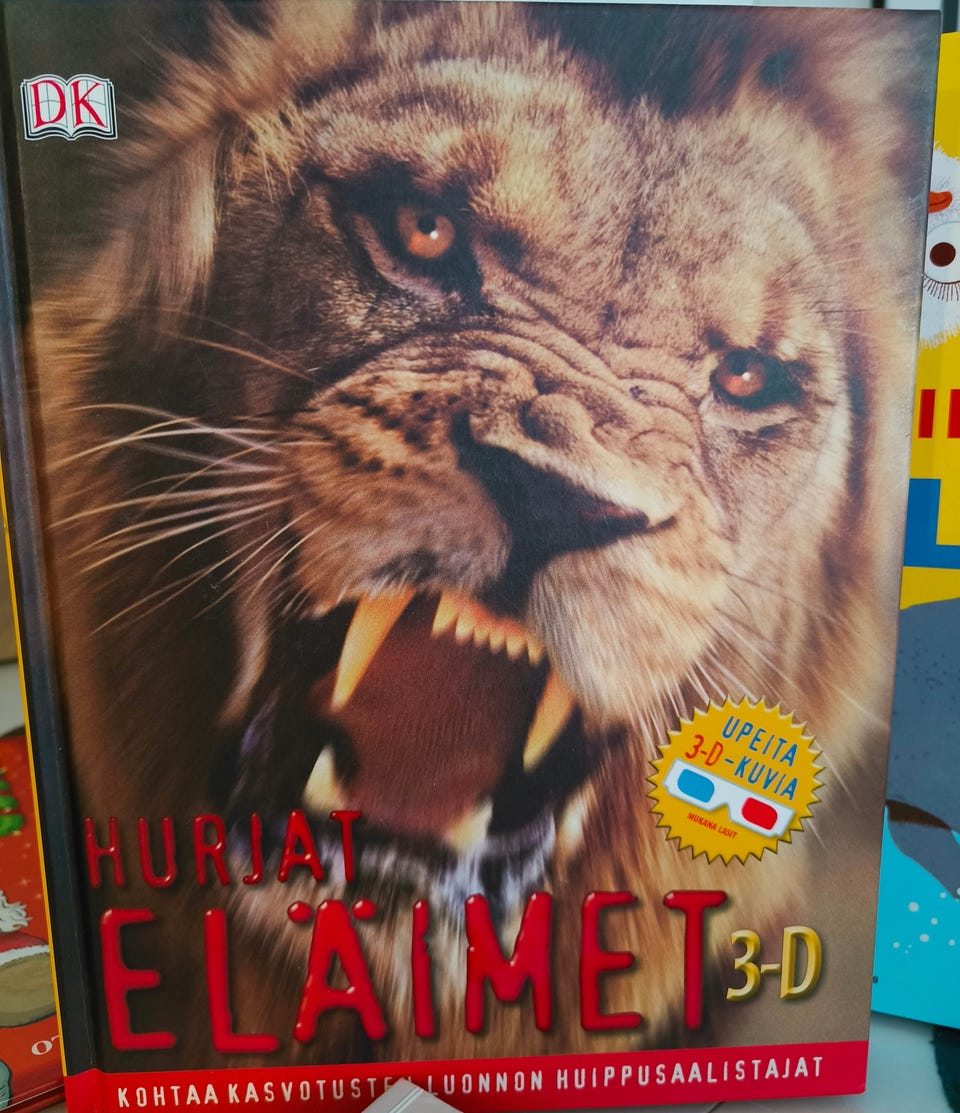 DK
UPEITA
3-D-KUVIA
MUKANA LASIT
HURJAT
ELÄIMET 3-D
KOHTAA KASVOTUSTEN LUONNON HUIPPUSAALISTAJAT